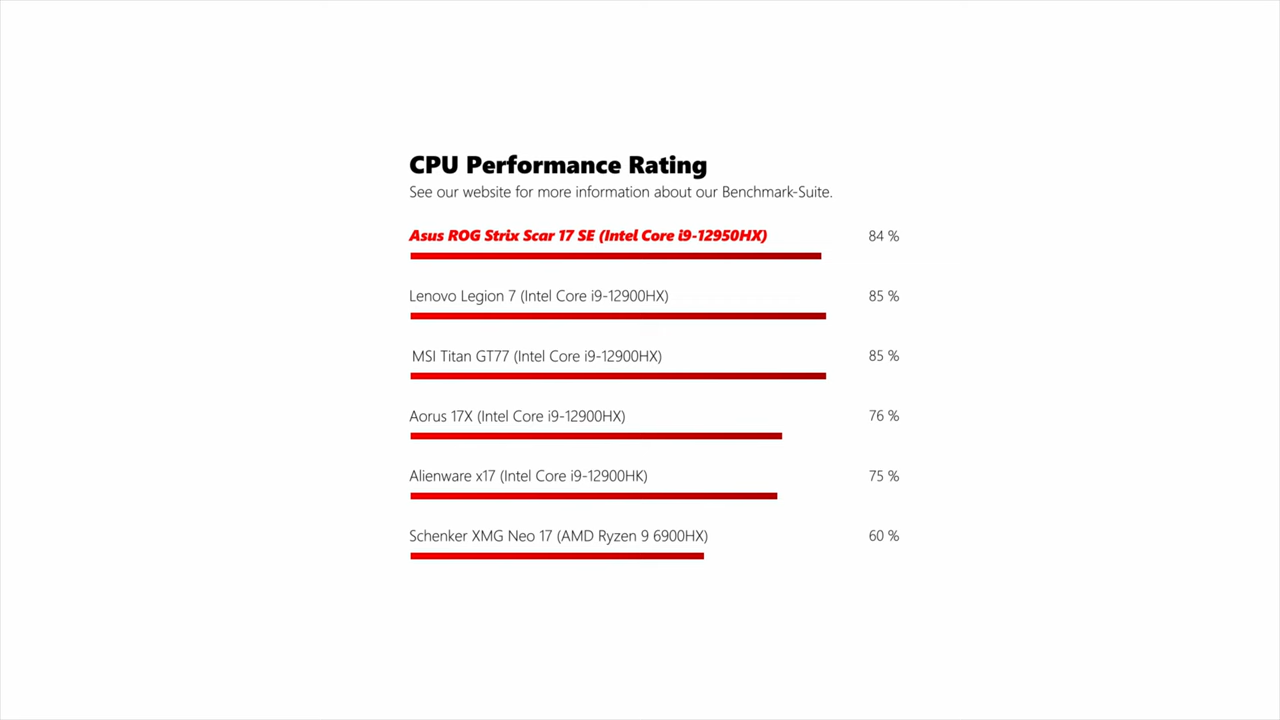 CPU Performance Rating
See our website for more information about our Benchmark-Suite.
Asus ROG Strix Scar 17 SE (Intel Core i9-12950HX) 84 %
Lenovo Legion 7 (Intel Core i9-12900HX) 85 %
MSI Titan GT77 (Intel Core i9-12900HX) 85 %
Aorus 17X (Intel Core i9-12900HX) 76 %
Alienware x17 (Intel Core i9-12900HK) 75 %
Schenker XMG Neo 17 (AMD Ryzen 9 6900HX) 60 %